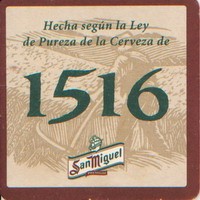 Hecha según la Ley
de Pureza de la Cerveza de
1516
San Miguel